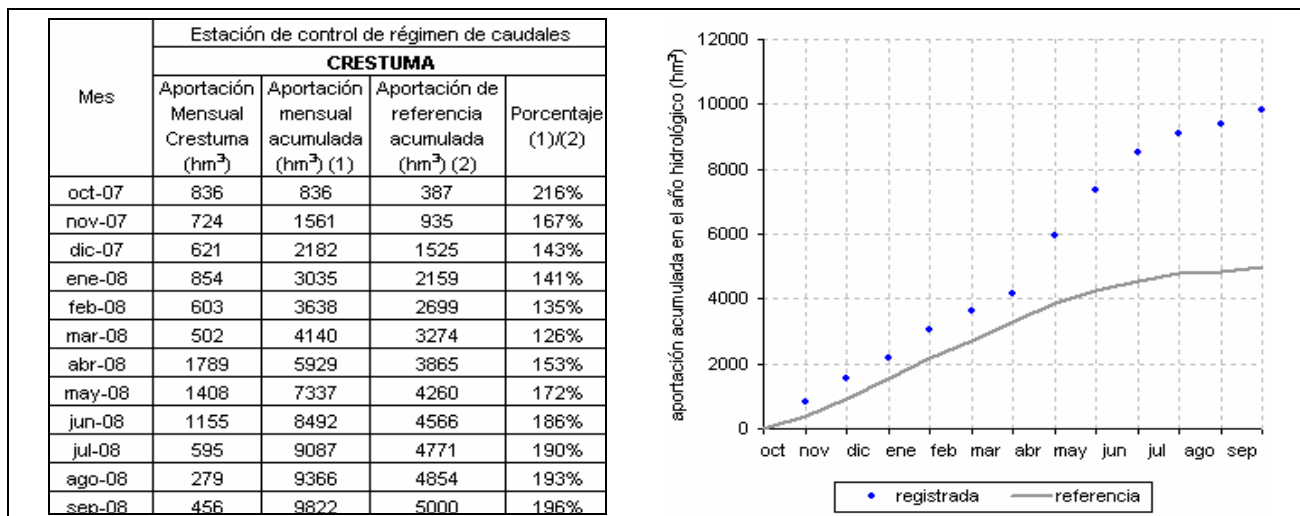 Estación de control de régimen de caudales
CRESTUMA
Mes
Aportación Mensual Crestuma (hm³)
Aportación mensual acumulada (hm³) (1)
Aportación de referencia acumulada (hm³) (2)
Porcentaje (1)/(2)
oct-07 836 836 387 216%
nov-07 724 1561 935 167%
dic-07 621 2182 1525 143%
ene-08 854 3035 2159 141%
feb-08 603 3638 2699 135%
mar-08 502 4140 3274 126%
abr-08 1789 5929 3865 153%
may-08 1408 7337 4260 172%
jun-08 1155 8492 4566 186%
jul-08 595 9087 4771 190%
ago-08 279 9366 4854 193%
sep-08 456 9822 5000 196%
aportación acumulada en el año hidrológico (hm³)
12000
10000
8000
6000
4000
2000
0
oct nov dic ene feb mar abr may jun jul ago sep
registrada referencia